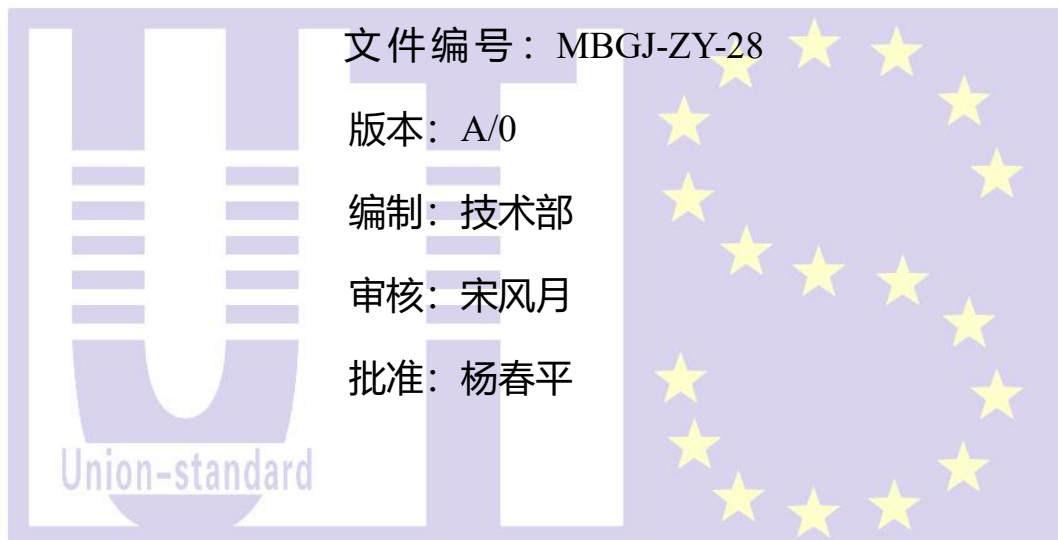 文件编号：MBGJ-ZY-28
版本：A/0
编制：技术部
审核：宋风月
批准：杨春平
Union-standard